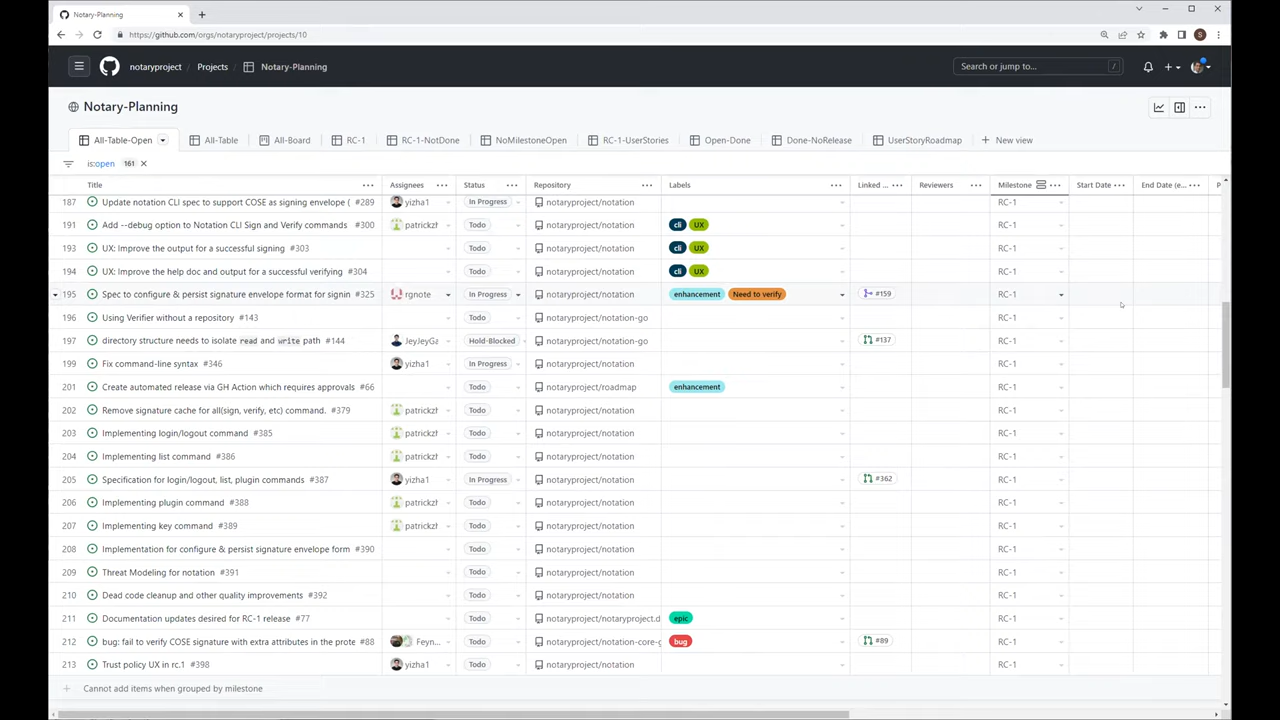 Notary-Planning
https://github.com/orgs/notaryproject/projects/10
S
notaryproject Projects Notary-Planning Search or jump to... /
Notary-Planning
All-Table-Open All-Table All-Board RC-1 RC-1-NotDone NoMilestoneOpen RC-1-UserStories Open-Done Done-NoRelease UserStoryRoadmap New view
is:open 161
Title Assignees Status Repository Labels Linked ... Reviewers Milestone Start Date End Date (e... P
187 Update notation CLI spec to support COSE as signing envelope ( #289 yizha1 In Progress notaryproject/notation RC-1
191 Add --debug option to Notation CLI Sign and Verify commands #300 patrickzh Todo notaryproject/notation cli UX RC-1
193 UX: Improve the output for a successful signing #303 Todo notaryproject/notation cli UX RC-1
194 UX: Improve the help doc and output for a successful verifying #304 Todo notaryproject/notation cli UX RC-1
195 Spec to configure & persist signature envelope format for signin #325 rgnote In Progress notaryproject/notation enhancement Need to verify #159 RC-1
196 Using Verifier without a repository #143 Todo notaryproject/notation-go RC-1
197 directory structure needs to isolate read and write path #144 JeyJeyGa Hold-Blocked notaryproject/notation-go #137 RC-1
199 Fix command-line syntax #346 yizha1 In Progress notaryproject/notation RC-1
201 Create automated release via GH Action which requires approvals #66 Todo notaryproject/roadmap enhancement RC-1
202 Remove signature cache for all(sign, verify, etc) command. #379 patrickzh Todo notaryproject/notation RC-1
203 Implementing login/logout command #385 patrickzh Todo notaryproject/notation RC-1
204 Implementing list command #386 patrickzh Todo notaryproject/notation RC-1
205 Specification for login/logout, list, plugin commands #387 yizha1 In Progress notaryproject/notation #362 RC-1
206 Implementing plugin command #388 patrickzh Todo notaryproject/notation RC-1
207 Implementing key command #389 patrickzh Todo notaryproject/notation RC-1
208 Implementation for configure & persist signature envelope form #390 Todo notaryproject/notation RC-1
209 Threat Modeling for notation #391 Todo notaryproject/notation RC-1
210 Dead code cleanup and other quality improvements #392 Todo notaryproject/notation RC-1
211 Documentation updates desired for RC-1 release #77 Todo notaryproject/notaryproject.d epic RC-1
212 bug: fail to verify COSE signature with extra attributes in the prote #88 Feyn... Todo notaryproject/notation-core-g bug #89 RC-1
213 Trust policy UX in rc.1 #398 yizha1 Todo notaryproject/notation RC-1
Cannot add items when grouped by milestone